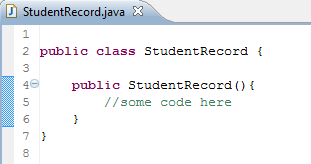 StudentRecord.java
1
2 public class StudentRecord {
3
4 public StudentRecord(){
5 //some code here
6 }
7 }
8